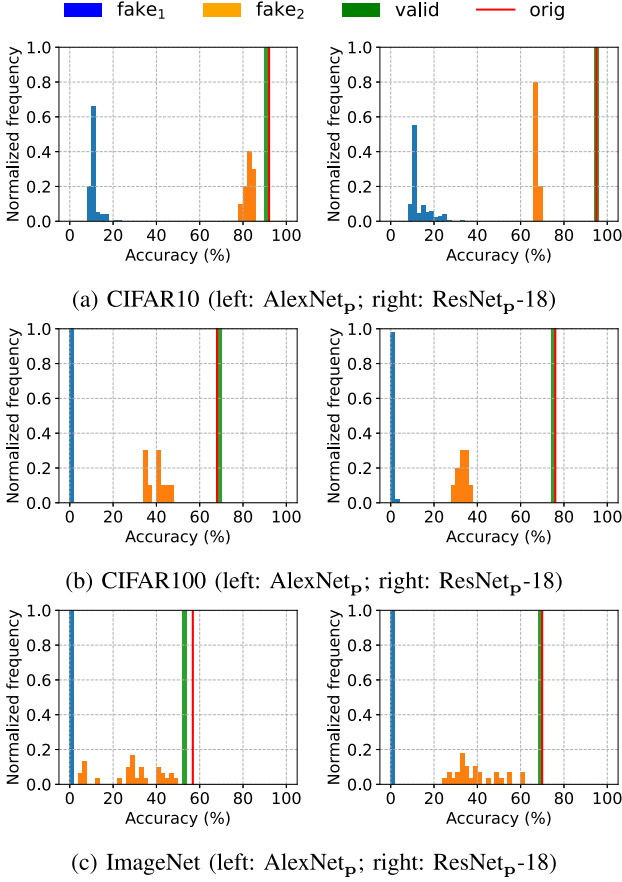 fake₁ fake₂ valid orig
Normalized frequency
1.0
0.8
0.6
0.4
0.2
0.0
0 20 40 60 80 100
Accuracy (%)
Normalized frequency
1.0
0.8
0.6
0.4
0.2
0.0
0 20 40 60 80 100
Accuracy (%)
(a) CIFAR10 (left: AlexNetₚ; right: ResNetₚ-18)
Normalized frequency
1.0
0.8
0.6
0.4
0.2
0.0
0 20 40 60 80 100
Accuracy (%)
Normalized frequency
1.0
0.8
0.6
0.4
0.2
0.0
0 20 40 60 80 100
Accuracy (%)
(b) CIFAR100 (left: AlexNetₚ; right: ResNetₚ-18)
Normalized frequency
1.0
0.8
0.6
0.4
0.2
0.0
0 20 40 60 80 100
Accuracy (%)
Normalized frequency
1.0
0.8
0.6
0.4
0.2
0.0
0 20 40 60 80 100
Accuracy (%)
(c) ImageNet (left: AlexNetₚ; right: ResNetₚ-18)